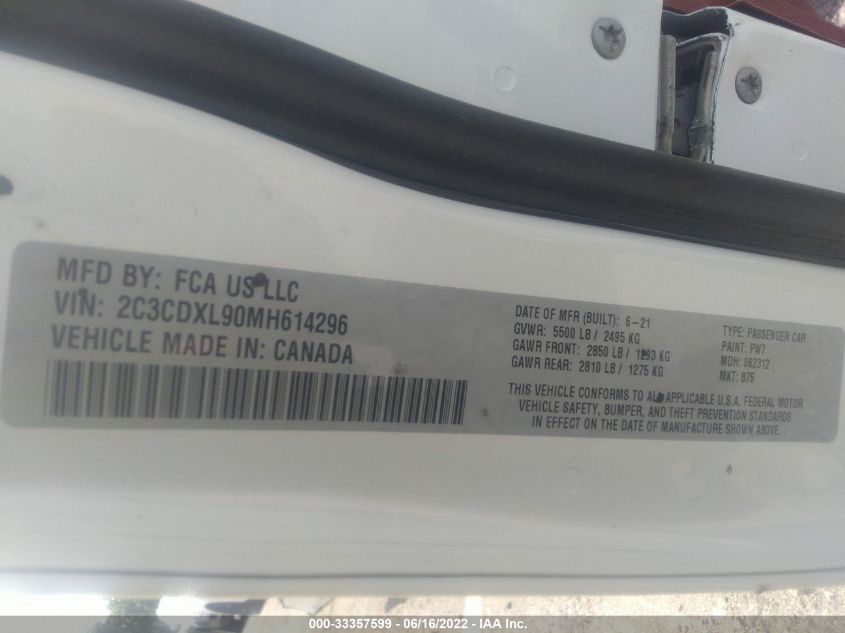 MFD BY: FCA US LLC
VIN: 2C3CDXL90MH614296
VEHICLE MADE IN: CANADA
DATE OF MFR (BUILT): 6-21
GVWR: 5500 LB / 2495 KG
GAWR FRONT: 2850 LB / 1293 KG
GAWR REAR: 2810 LB / 1275 KG
TYPE: PASSENGER CAR
PAINT: PW7
MDH: 062312
MKT: 875
THIS VEHICLE CONFORMS TO ALL APPLICABLE U.S.A. FEDERAL MOTOR
VEHICLE SAFETY, BUMPER, AND THEFT PREVENTION STANDARDS
IN EFFECT ON THE DATE OF MANUFACTURE SHOWN ABOVE.
000-33357599 - 06/16/2022 - IAA Inc.